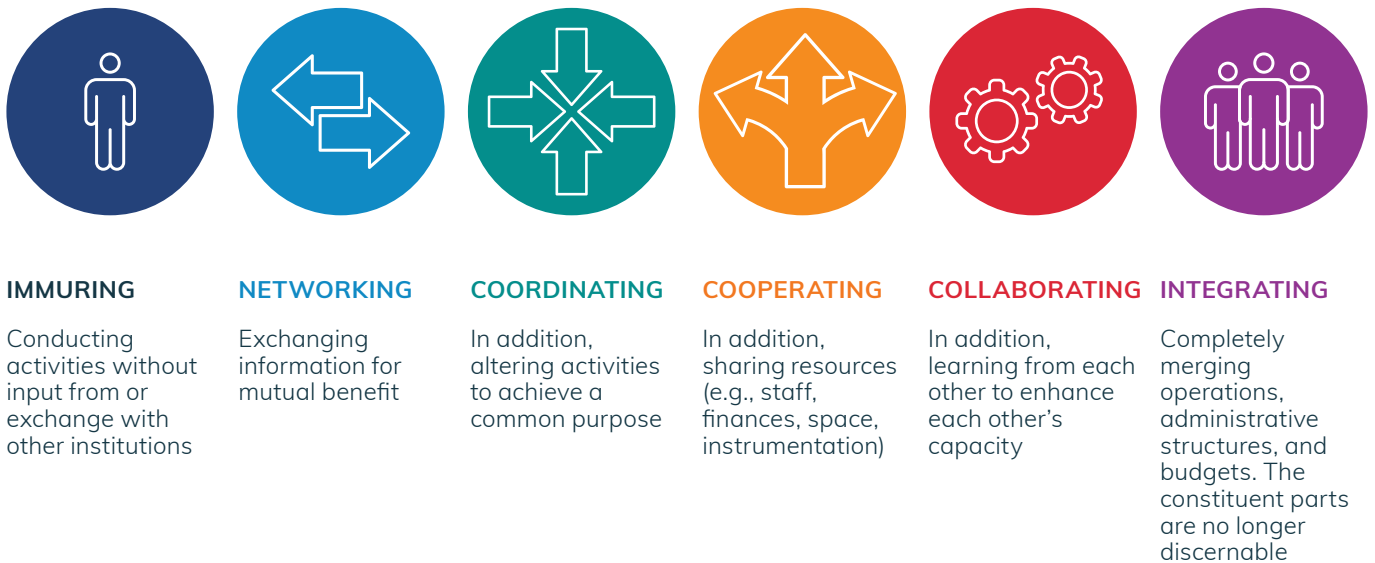 IMMURING
Conducting
activities without
input from or
exchange with
other institutions
NETWORKING
Exchanging
information for
mutual benefit
COORDINATING
In addition,
altering activities
to achieve a
common purpose
COOPERATING
In addition,
sharing resources
(e.g., staff,
finances, space,
instrumentation)
COLLABORATING
In addition,
learning from each
other to enhance
each other’s
capacity
INTEGRATING
Completely
merging
operations,
administrative
structures, and
budgets. The
constituent parts
are no longer
discernable